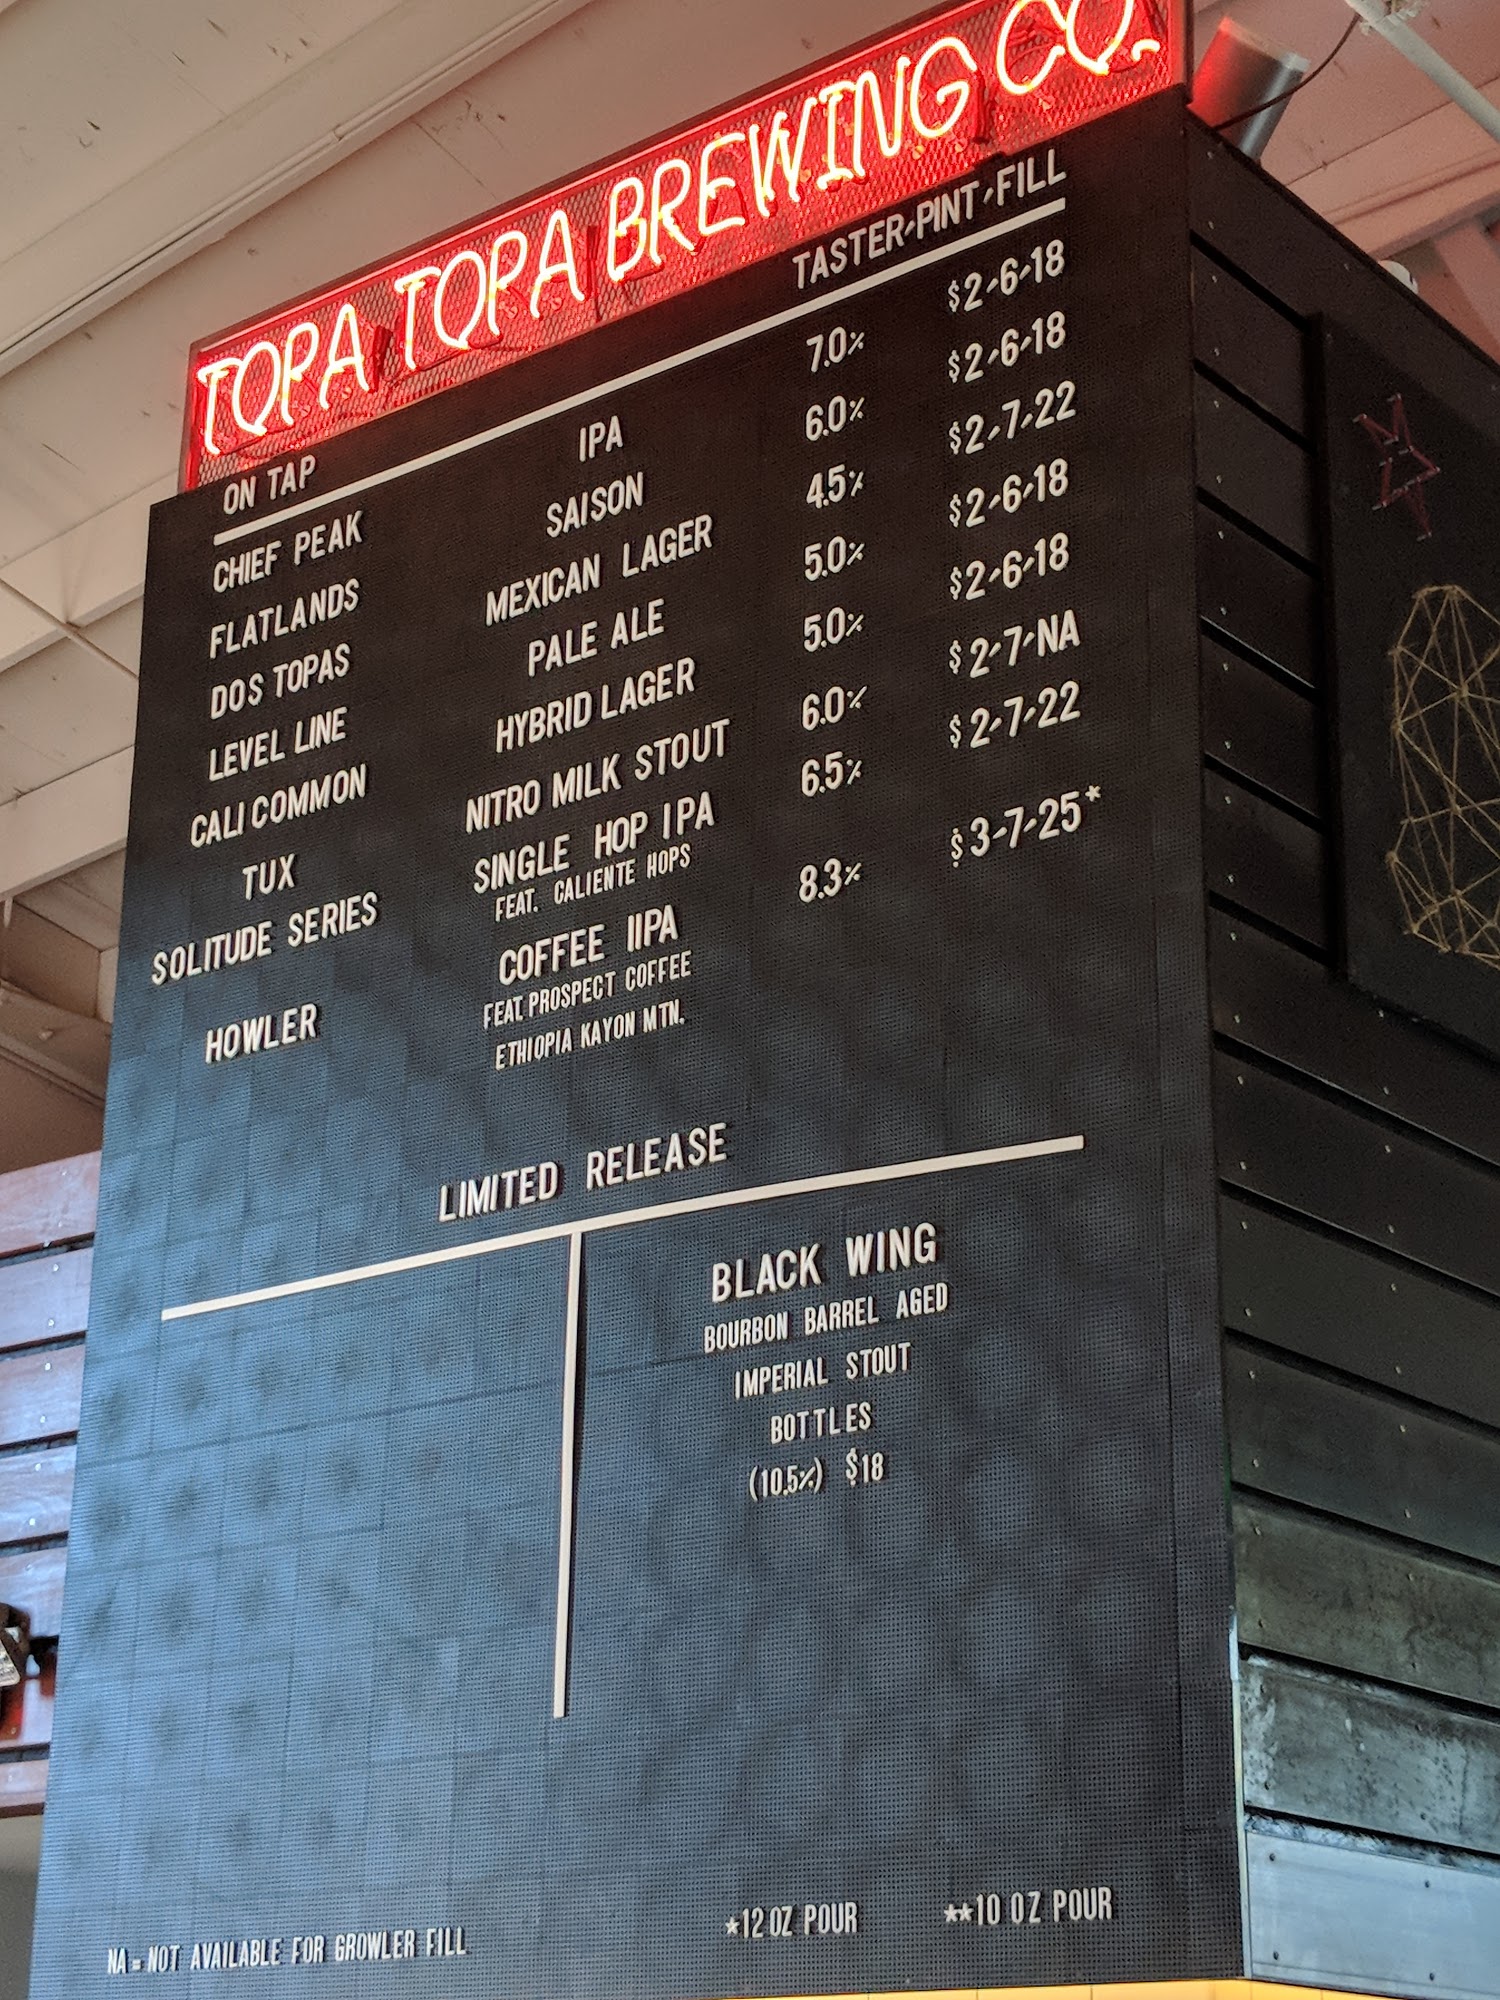 TOPA TOPA BREWING CO.
ON TAP TASTER-PINT-FILL
CHIEF PEAK IPA 7.0% $2-6-18
FLATLANDS SAISON 6.0% $2-6-18
DOS TOPAS MEXICAN LAGER 4.5% $2-7-22
LEVEL LINE PALE ALE 5.0% $2-6-18
CALI COMMON HYBRID LAGER 5.0% $2-6-18
TUX NITRO MILK STOUT 6.0% $2-7-NA
SOLITUDE SERIES SINGLE HOP IPA 6.5% $2-7-22
FEAT. CALIENTE HOPS
HOWLER COFFEE IIPA 8.3% $3-7-25*
FEAT. PROSPECT COFFEE
ETHIOPIA KAYON MTN.
LIMITED RELEASE
BLACK WING
BOURBON BARREL AGED
IMPERIAL STOUT
BOTTLES
(10.5%) $18
NA = NOT AVAILABLE FOR GROWLER FILL *12 OZ POUR **10 OZ POUR